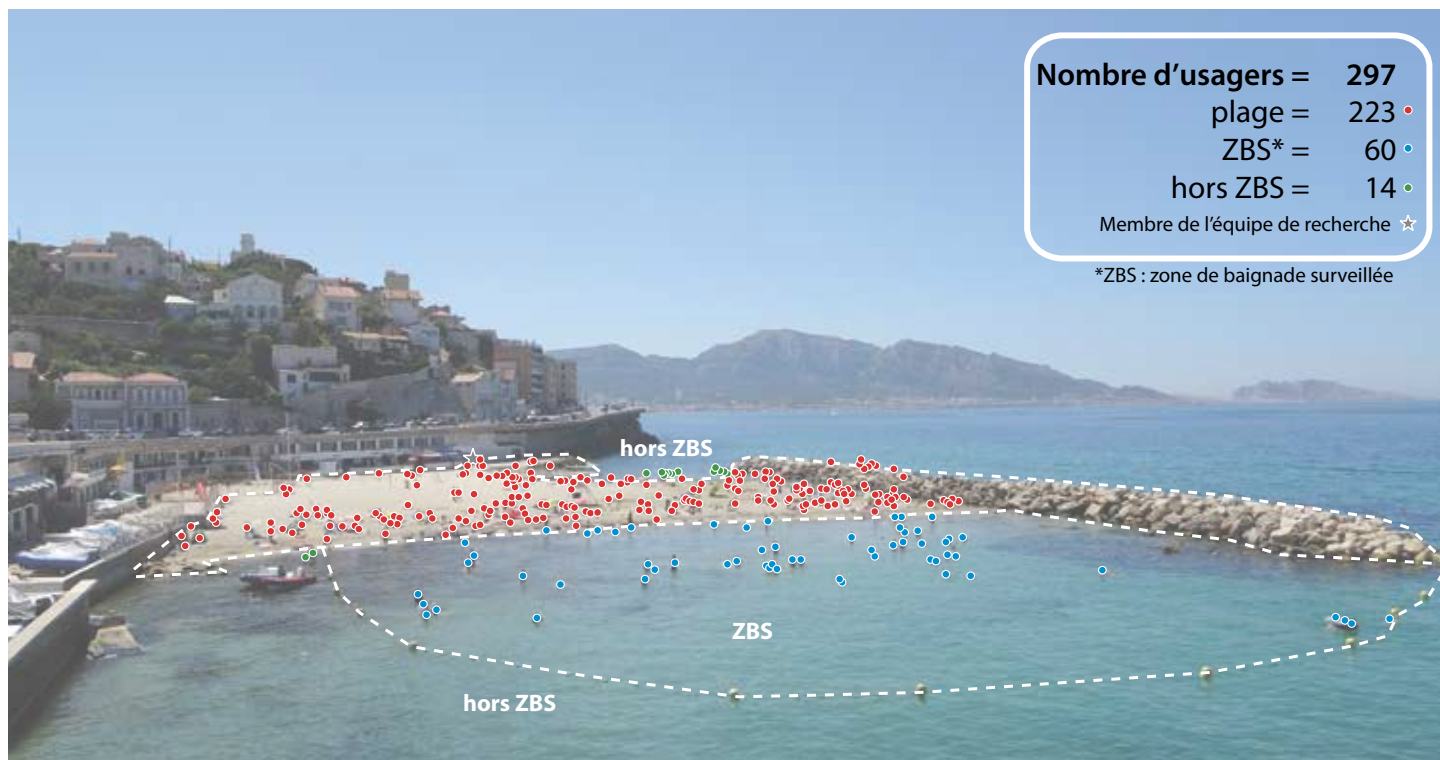 Nombre d’usagers = 297
plage = 223
ZBS* = 60
hors ZBS = 14
Membre de l’équipe de recherche
*ZBS : zone de baignade surveillée
hors ZBS
ZBS
hors ZBS